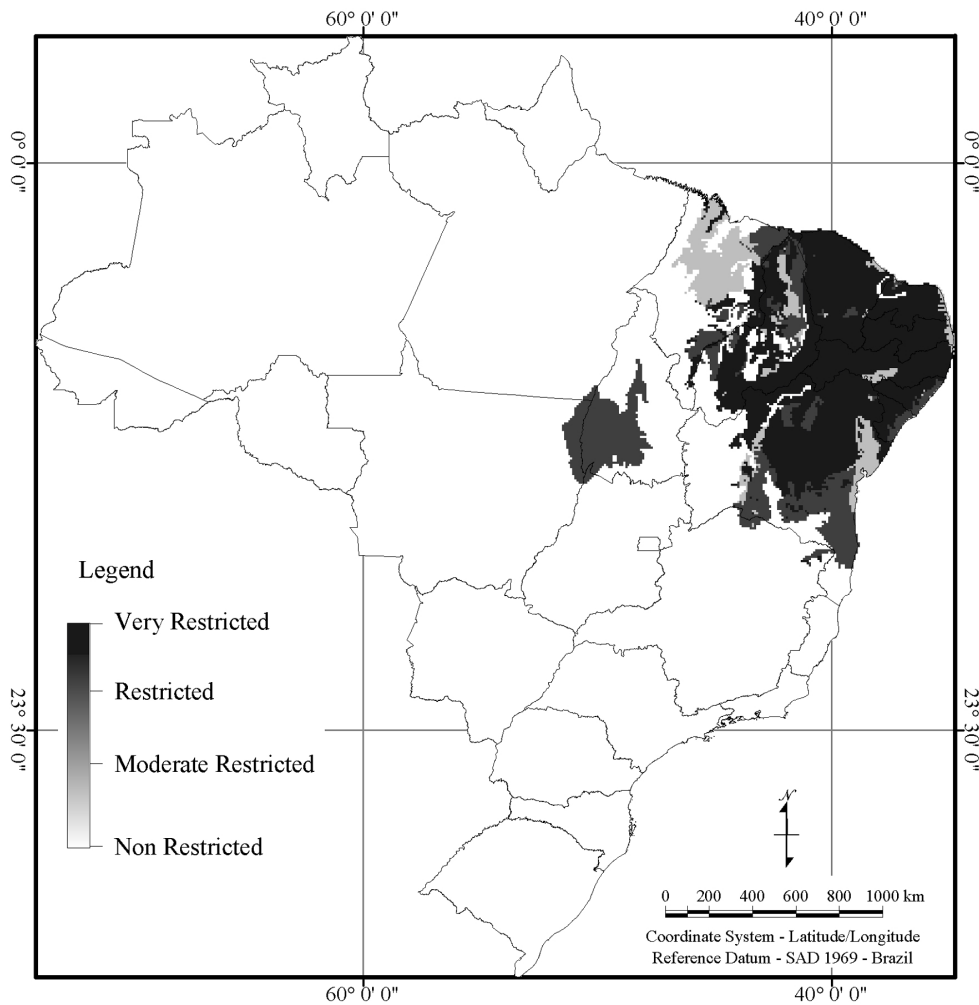 60° 0' 0"
40° 0' 0"
0° 0' 0"
0° 0' 0"
Legend
Very Restricted
Restricted
Moderate Restricted
Non Restricted
23° 30' 0"
23° 30' 0"
N
0 200 400 600 800 1000 km
Coordinate System - Latitude/Longitude
Reference Datum - SAD 1969 - Brazil
60° 0' 0"
40° 0' 0"